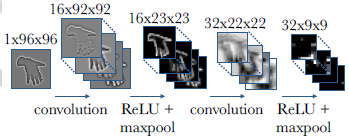 16x92x92
1x96x96
16x23x23
32x22x22
32x9x9
convolution
ReLU +
maxpool
convolution
ReLU +
maxpool